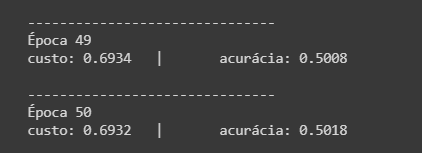 -------------------------------
Época 49
custo: 0.6934   |       acurácia: 0.5008
-------------------------------
Época 50
custo: 0.6932   |       acurácia: 0.5018